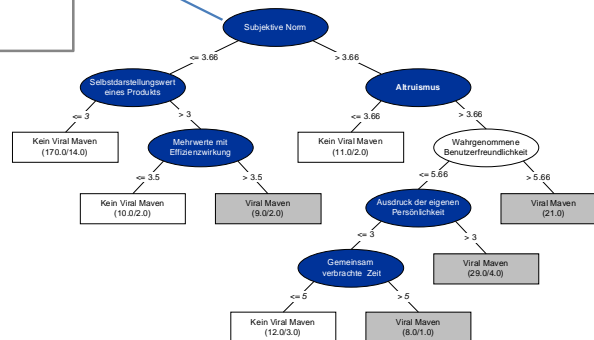 Subjektive Norm
<= 3.66
> 3.66
Selbstdarstellungswert
eines Produkts
Altruismus
<= 3
> 3
<= 3.66
> 3.66
Kein Viral Maven
(170.0/14.0)
Mehrwerte mit
Effizienzwirkung
Kein Viral Maven
(11.0/2.0)
Wahrgenommene
Benutzerfreundlichkeit
<= 3.5
> 3.5
<= 5.66
> 5.66
Kein Viral Maven
(10.0/2.0)
Viral Maven
(9.0/2.0)
Ausdruck der eigenen
Persönlichkeit
Viral Maven
(21.0)
<= 3
> 3
Gemeinsam
verbrachte Zeit
Viral Maven
(29.0/4.0)
<= 5
> 5
Kein Viral Maven
(12.0/3.0)
Viral Maven
(8.0/1.0)